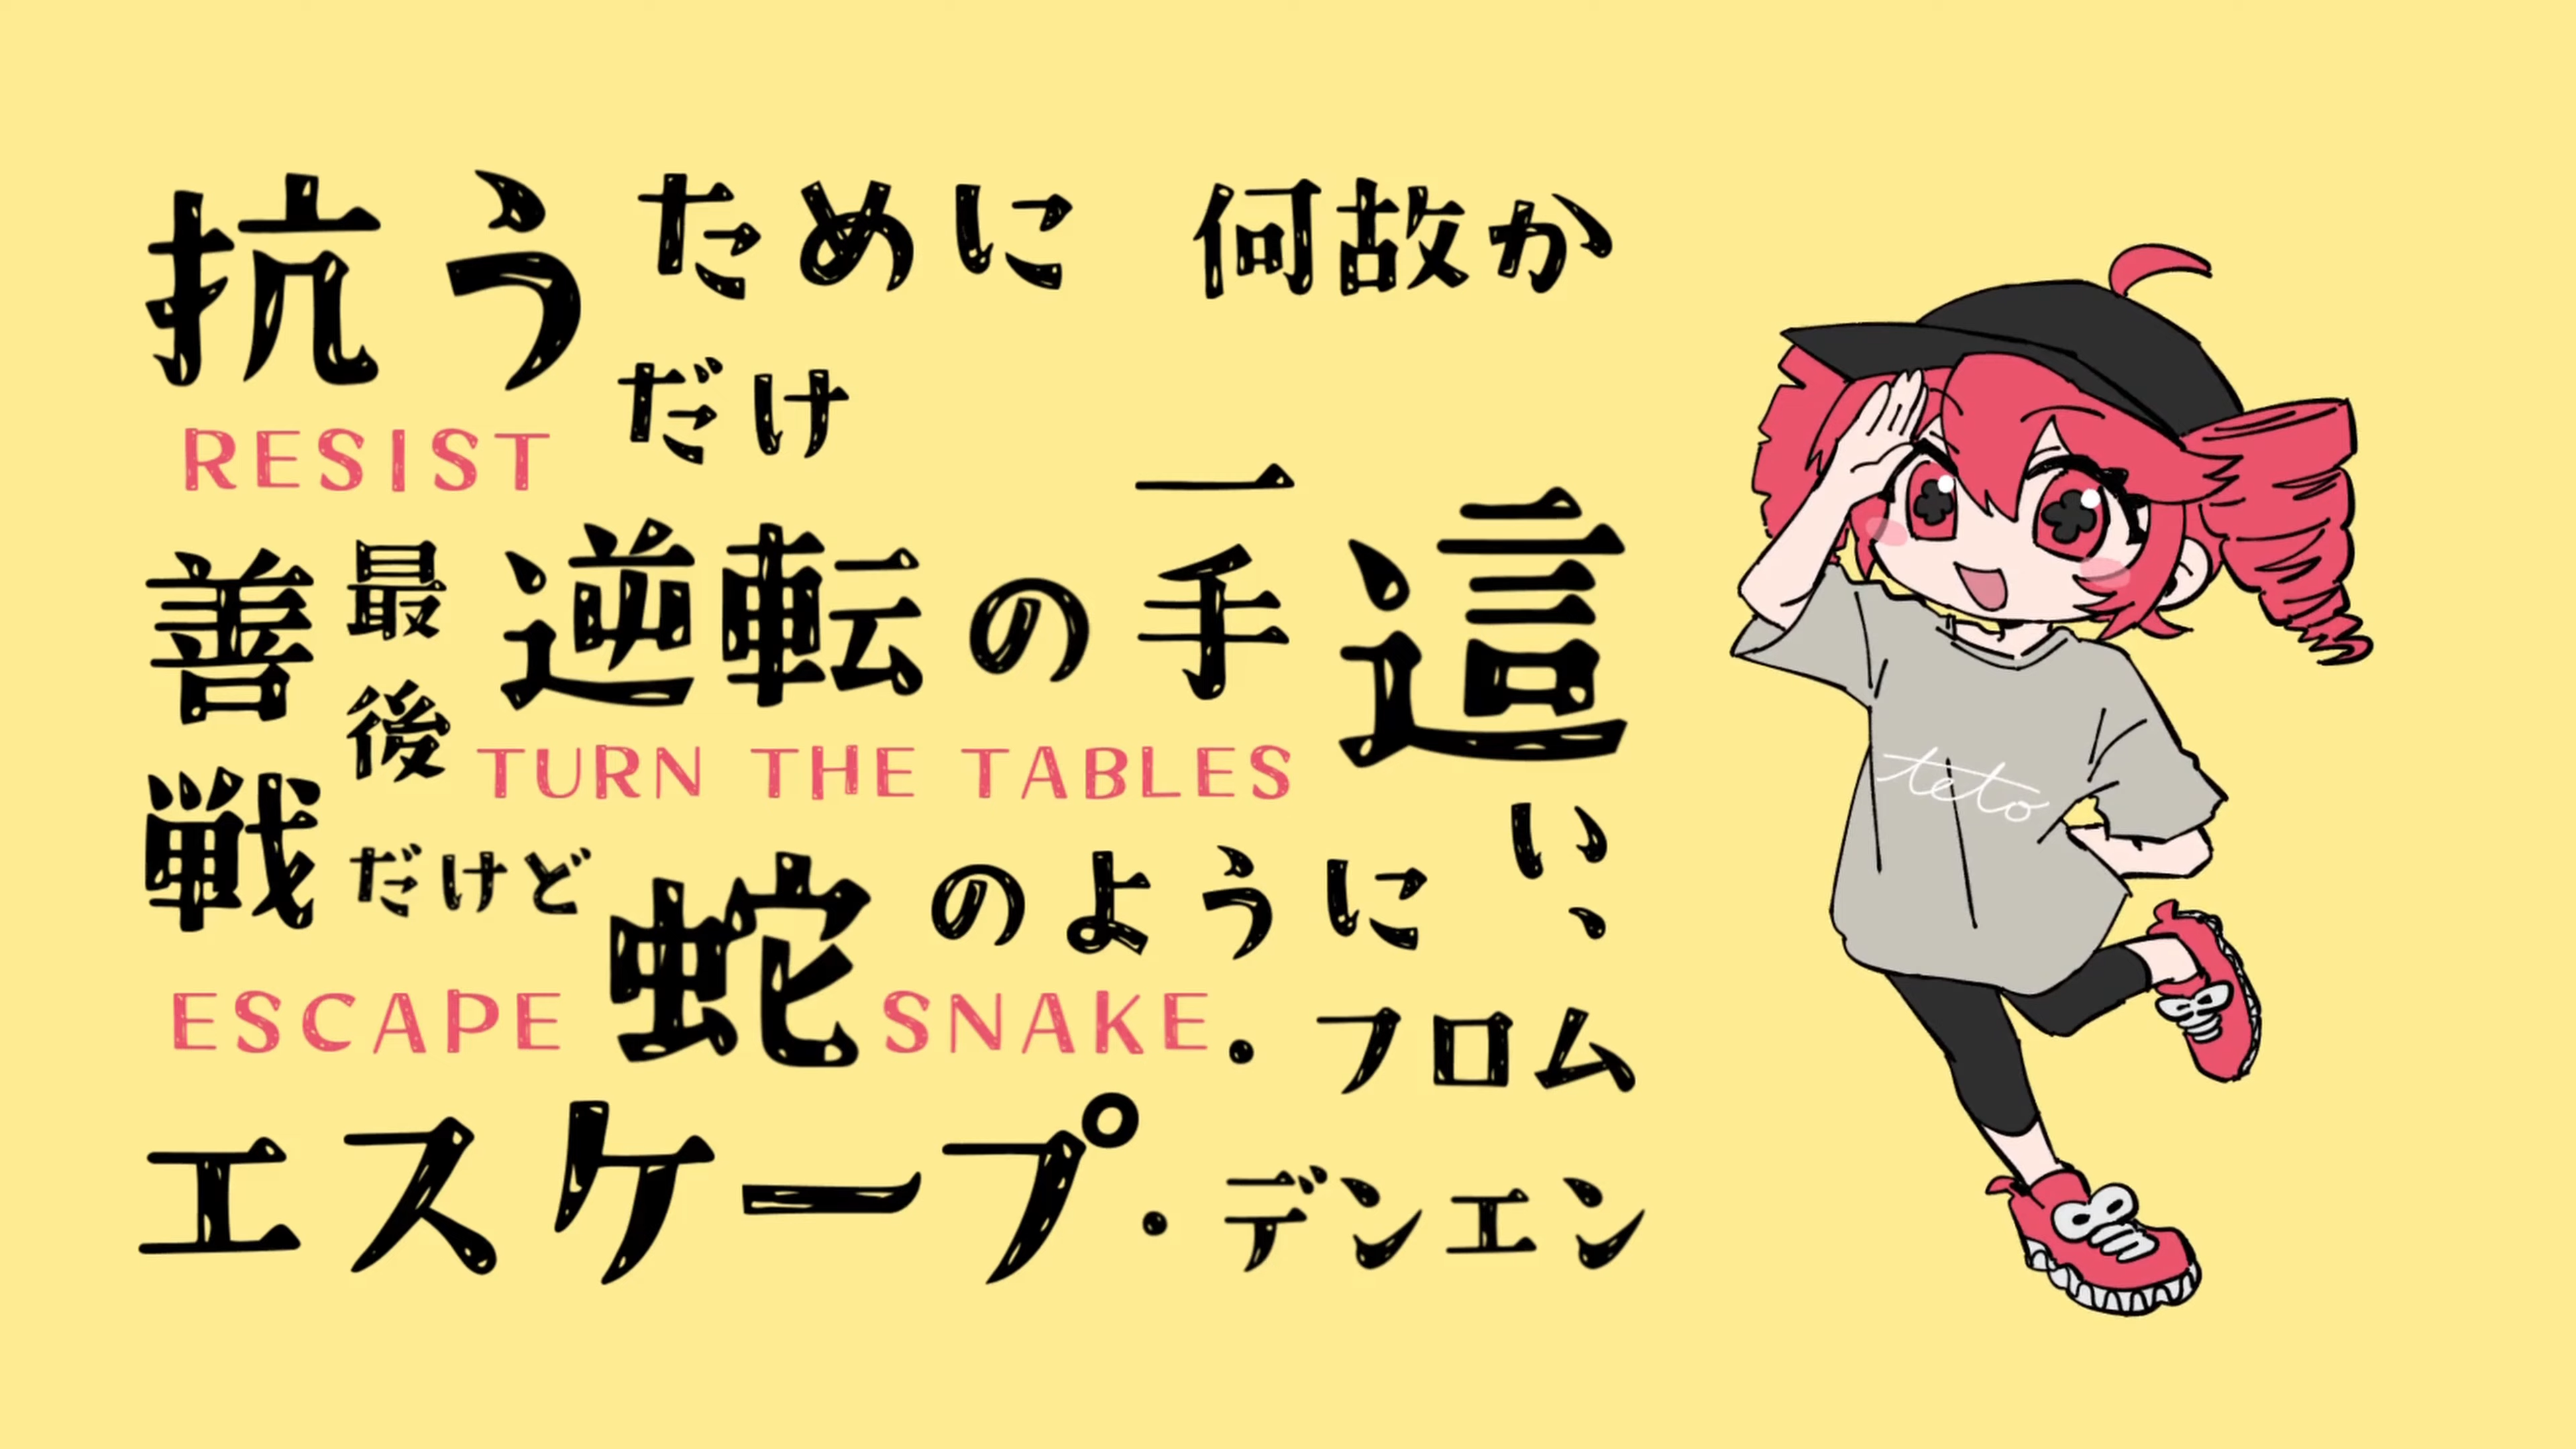 抗うために 何故か
だけ
RESIST
善戦
最後
逆転の一手
TURN THE TABLES
だけど
蛇のように
這い、
ESCAPE
SNAKE
・フロム
エスケープ・デンエン
teto